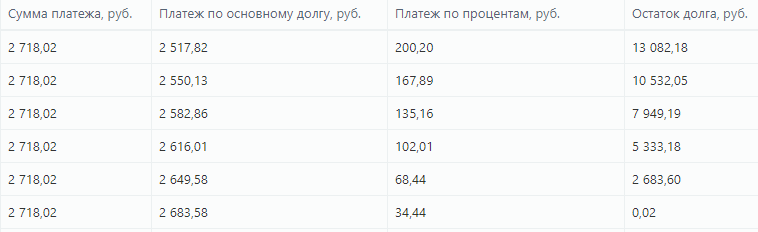 Сумма платежа, руб. Платеж по основному долгу, руб. Платеж по процентам, руб. Остаток долга, руб.
2 718,02 2 517,82 200,20 13 082,18
2 718,02 2 550,13 167,89 10 532,05
2 718,02 2 582,86 135,16 7 949,19
2 718,02 2 616,01 102,01 5 333,18
2 718,02 2 649,58 68,44 2 683,60
2 718,02 2 683,58 34,44 0,02